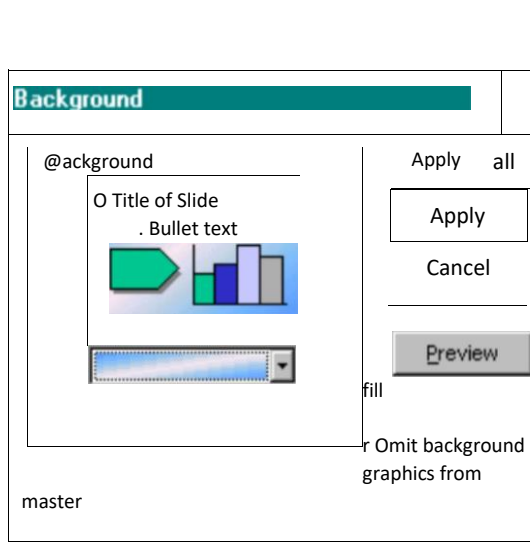 Background
@ackground
Apply all
O Title of Slide
. Bullet text
Apply
Cancel
Preview
fill
r Omit background
graphics from
master